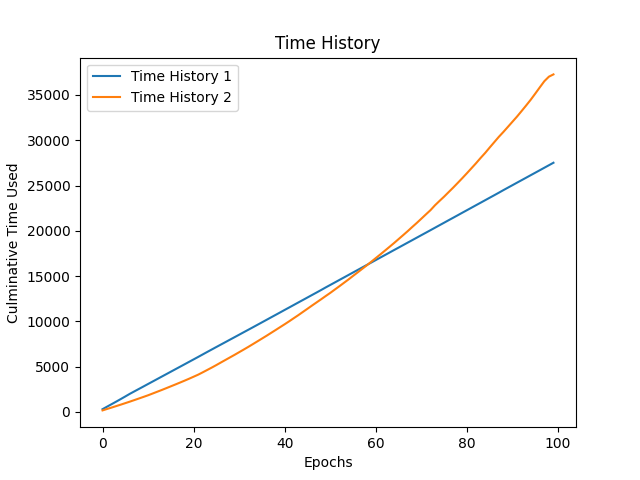 Time History
Time History 1
Time History 2
Culminative Time Used
35000
30000
25000
20000
15000
10000
5000
0
0 20 40 60 80 100
Epochs